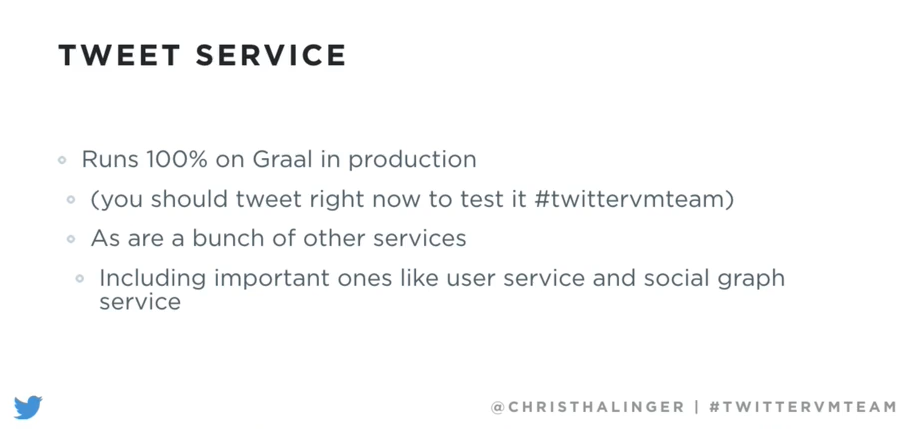 TWEET SERVICE
Runs 100% on Graal in production
(you should tweet right now to test it #twittervmteam)
As are a bunch of other services
Including important ones like user service and social graph
service
@CHRISTHALINGER | #TWITTERVMTEAM